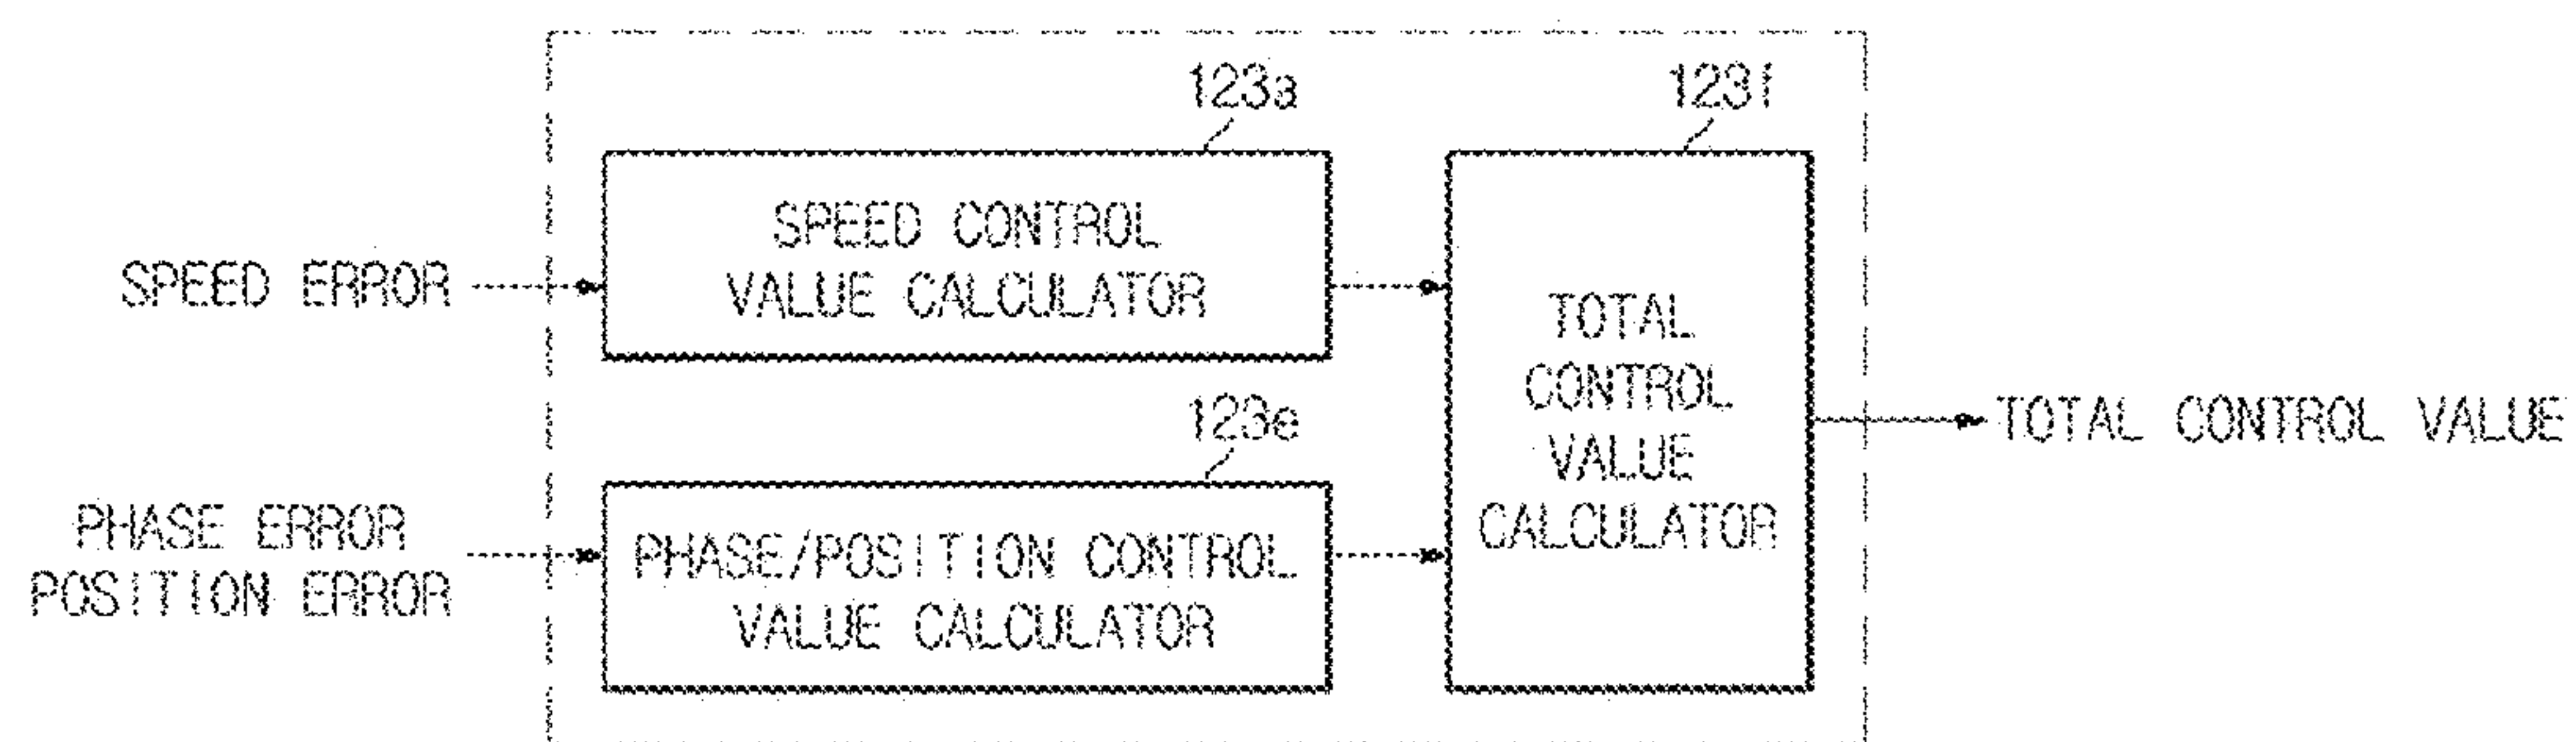 123a
123f
SPEED CONTROL
VALUE CALCULATOR
SPEED ERROR
TOTAL
CONTROL
VALUE
CALCULATOR
TOTAL CONTROL VALUE
123e
PHASE ERROR
POSITION ERROR
PHASE/POSITION CONTROL
VALUE CALCULATOR